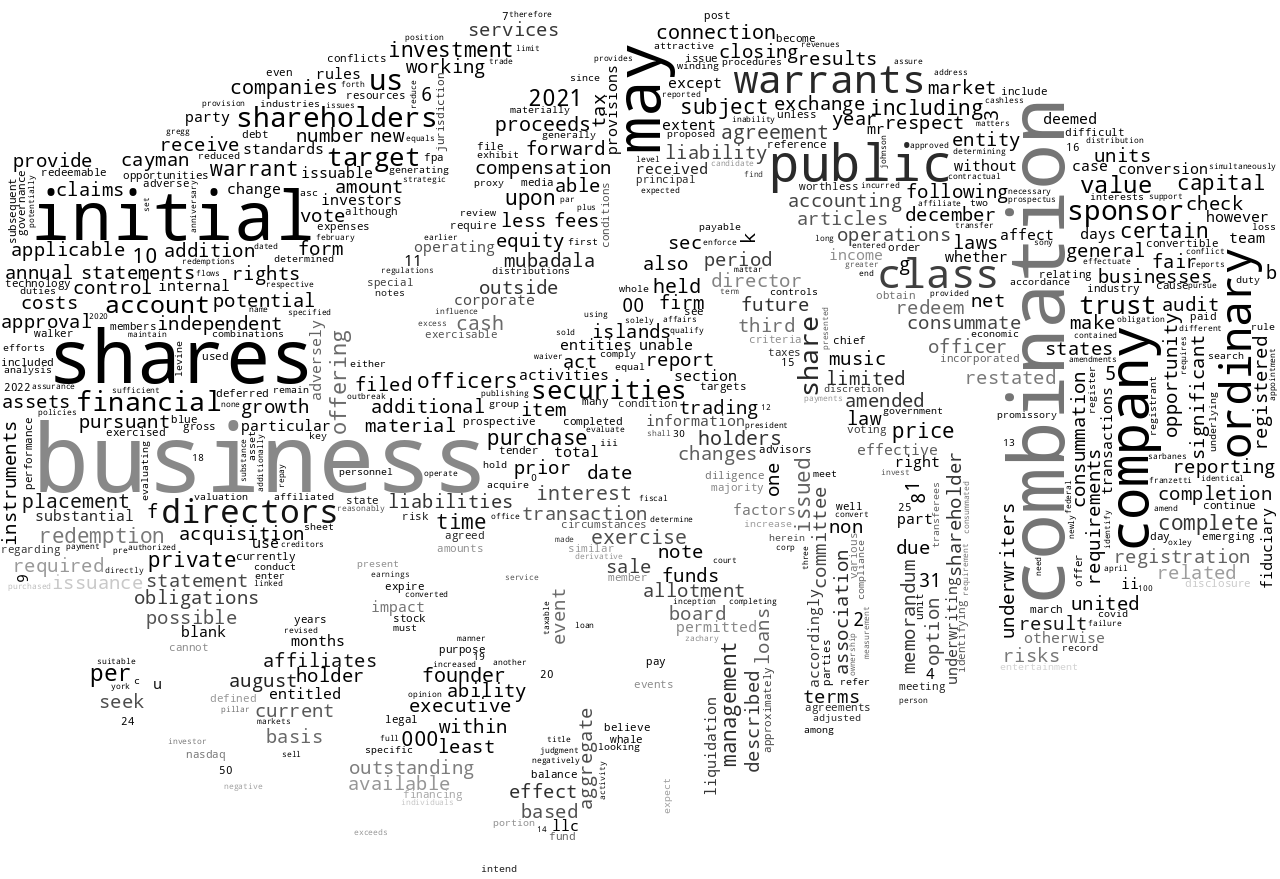 7 therefore
post
services
connection become
position limit
investment
attractive revenues
conflicts trade
working
issue closing results
provides
winding procedures assure
even rules us
companies forth
since may except warrants address
resources 6
reduce
jurisdiction
2021 tax
provisions
reported
market include
provision industries issues
materially
subject exchange including cashless
party shareholders
proceeds
extent inability unless year 3 deemed
gregg debt number new equals
generally
proposed agreement mr respect matters difficult
receive standards
file forward
liability reference johnson approved entity 16 distribution
provide cayman reduced warrant target fpa
exhibit compensation
level received candidate public determining units
redeemable opportunities issuable generating
proxy media able
principal find contractual without case conversion simultaneously
claims adverse change asc amount strategic
expected worthless incurred following necessary value capital
subsequent governance potentially initial set anniversary investors
upon par plus conditions
accounting affiliate two prospectus interests support check
vote although
review less fees
articles december transfer sponsor however
expenses
require
payable long operations laws affect days certain loss
applicable 10 addition dated february form
earlier operating equity first
sec enforce k income entered order whether general convertible team
redemptions determined
11 mubadala
also mattar period greater g class relating effectuate fair conflict reports
annual statements flows rights
regulations distributions
term director end accordance businesses duty b
technology duties control internal respective
special notes outside
whole held controls obtain provided net industry cause pursue
costs account name potential
influence corporate
00 firm see future redeem trust audit
approval 2020 members independent specified
excess cash exercisable
using solely affairs third presented consummate economic make obligation paid rule
walker maintain combinations adversely offering
sold islands qualify criteria chief officer incorporated states contained different
efforts shares levine used
waiver entities unable taxes 15 share music restated amendments requires search
included analysis
either
act comply report
2022 assurance sufficient deferred remain
filed officers activities equal section targets discretion limited combination company ordinary
assets financial none growth outbreak
publishing securities many payments amended promissory
policies blue gross particular additional group item condition trading 12 law government
pursuant
exercised key material prospective completed information president voting price
performance business substance asset additionally purchase evaluate shall 30 holders effective 13
instruments evaluating 18 repay tender total iii changes advisors right
personnel operate hold prior 0 date diligence one meet invest
placement valuation affiliated state acquire majority
substantial f directors sheet reasonably liabilities interest fiscal issued well convert 25 8 1
redemption acquisition risk time office transaction factors non part transferees
regarding payment pre authorized use creditors agreed circumstances determine increase committee various compliance consummated
required directly private currently amounts made exercise herein due shareholder
9 purchased issuance conduct similar derivative note corp
statement enter linked present sale court three memorandum 31 requirement
obligations earnings service member funds unit
possible expire converted allotment
blank years impact event taxable inception completing accordingly association 2 option underwriting identifying
cannot revised months stock must loan board loans parties ownership measurement
permitted zachary
manner purpose
suitable affiliates increased 19 another pay 4
per york c u august holder founder 20 events refer meeting
seek defined entitled opinion ability terms person
24 pillar current executive agreements
markets legal within adjusted
investor basis full 000 believe among
nasdaq sell specific least title whale
50 judgment looking
negative outstanding negatively aggregate activity
available balance liquidation management described approximately
financing effect expect
individuals based
exceeds portion 14 llc fund
intend
underwriters need newly federal register consummation requirements identify transactions 5
registrant opportunity significant underlying registered appointment
sarbanes reporting
franzetti identical completion
amend continue
complete
day oxley emerging fiduciary
registration
offer april related
ii 100 disclosure
march united
result covid failure
otherwise record
risks
entertainment
sony